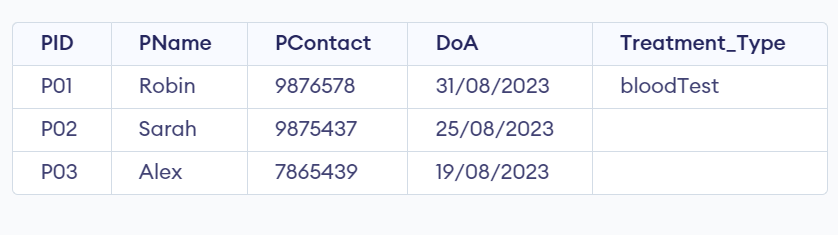 PID PName PContact DoA Treatment_Type
P01 Robin 9876578 31/08/2023 bloodTest
P02 Sarah 9875437 25/08/2023
P03 Alex 7865439 19/08/2023